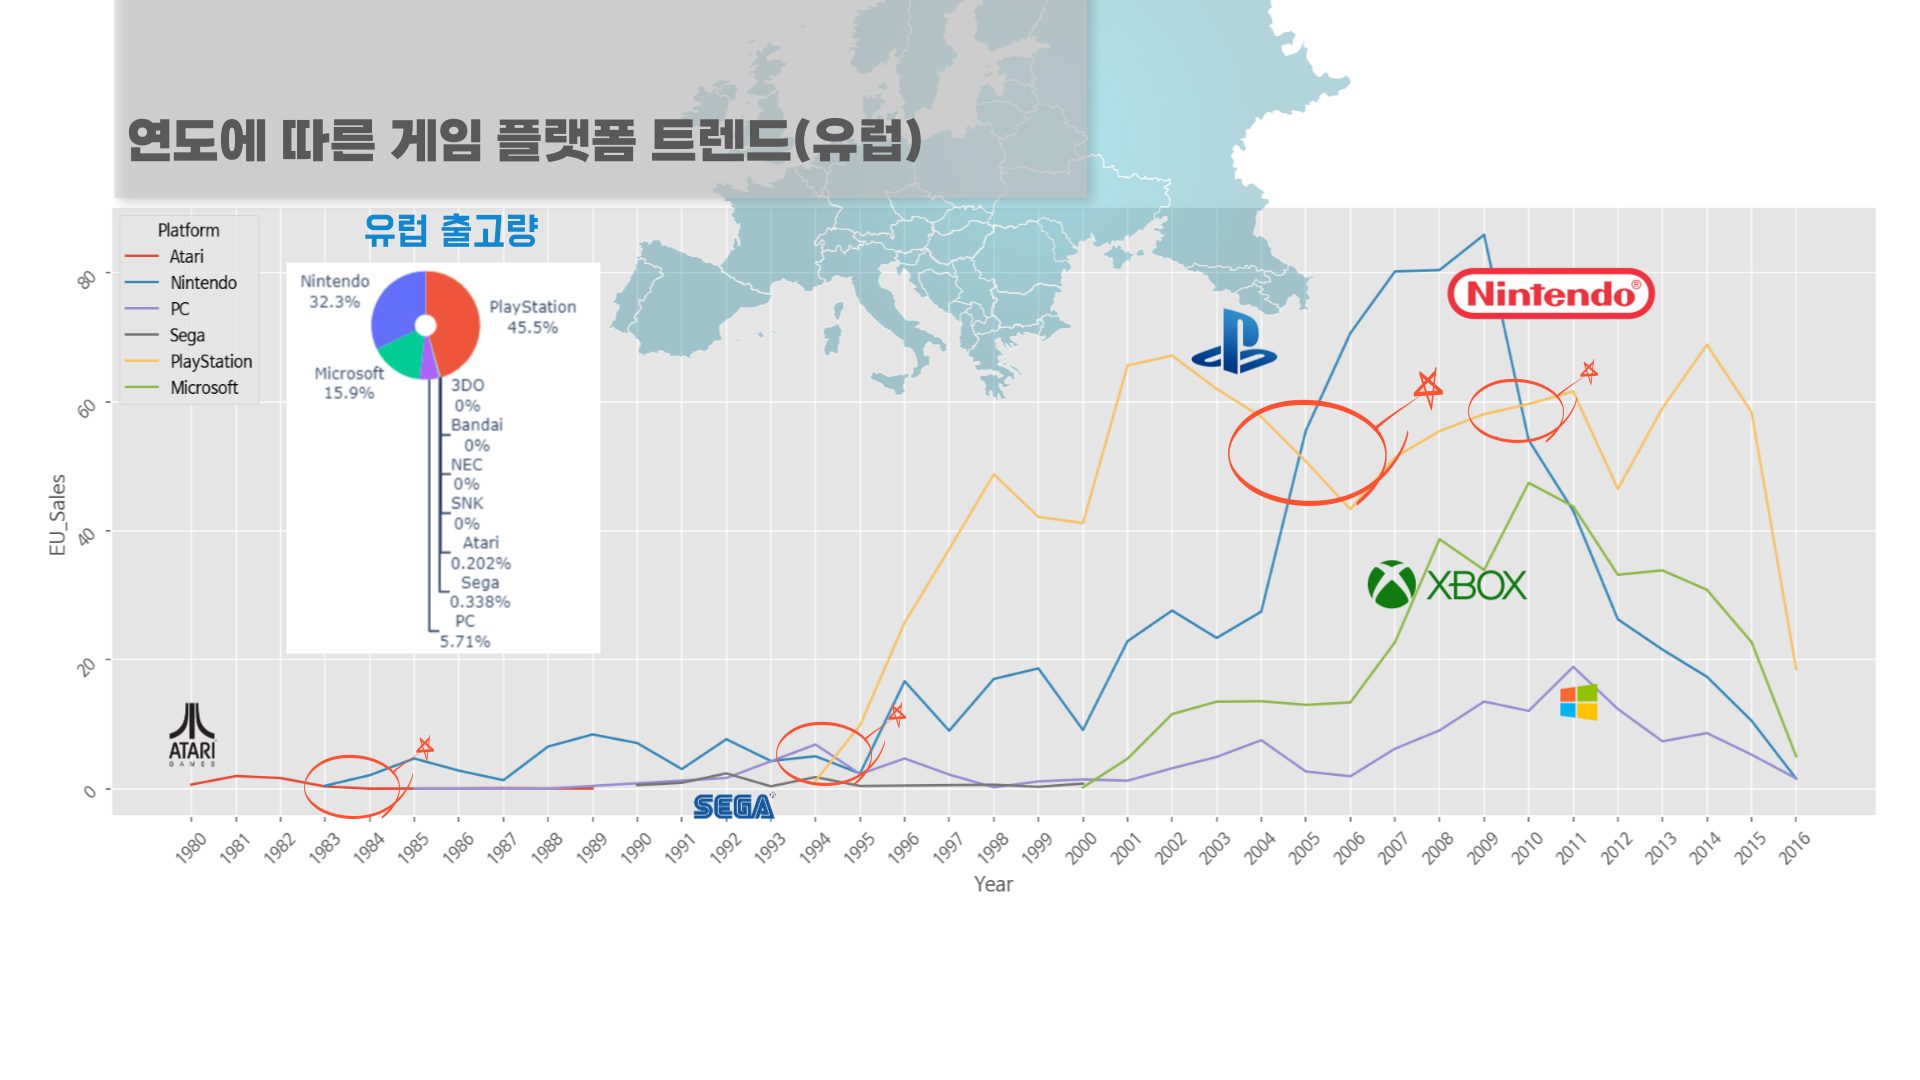 연도에 따른 게임 플랫폼 트렌드(유럽)
유럽 출고량
Platform
Atari
Nintendo
PC
Sega
PlayStation
Microsoft
Nintendo
32.3%
PlayStation
45.5%
Microsoft
15.9%
3DO
0%
Bandai
0%
NEC
0%
SNK
0%
Atari
0.202%
Sega
0.338%
PC
5.71%
Nintendo®
XBOX
ATARI
GAMES
SEGA
EU_Sales
80
60
40
20
0
1980 1981 1982 1983 1984 1985 1986 1987 1988 1989 1990 1991 1992 1993 1994 1995 1996 1997 1998 1999 2000 2001 2002 2003 2004 2005 2006 2007 2008 2009 2010 2011 2012 2013 2014 2015 2016
Year